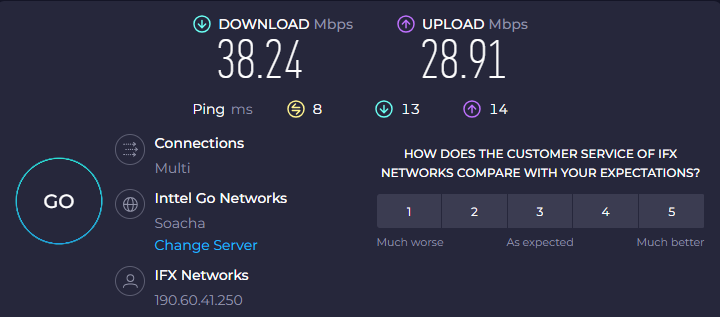 DOWNLOAD Mbps
UPLOAD Mbps
38.24
28.91
Ping ms 8 13 14
Connections
Multi
GO
Inttel Go Networks
Soacha
Change Server
IFX Networks
190.60.41.250
HOW DOES THE CUSTOMER SERVICE OF IFX
NETWORKS COMPARE WITH YOUR EXPECTATIONS?
1 2 3 4 5
Much worse As expected Much better